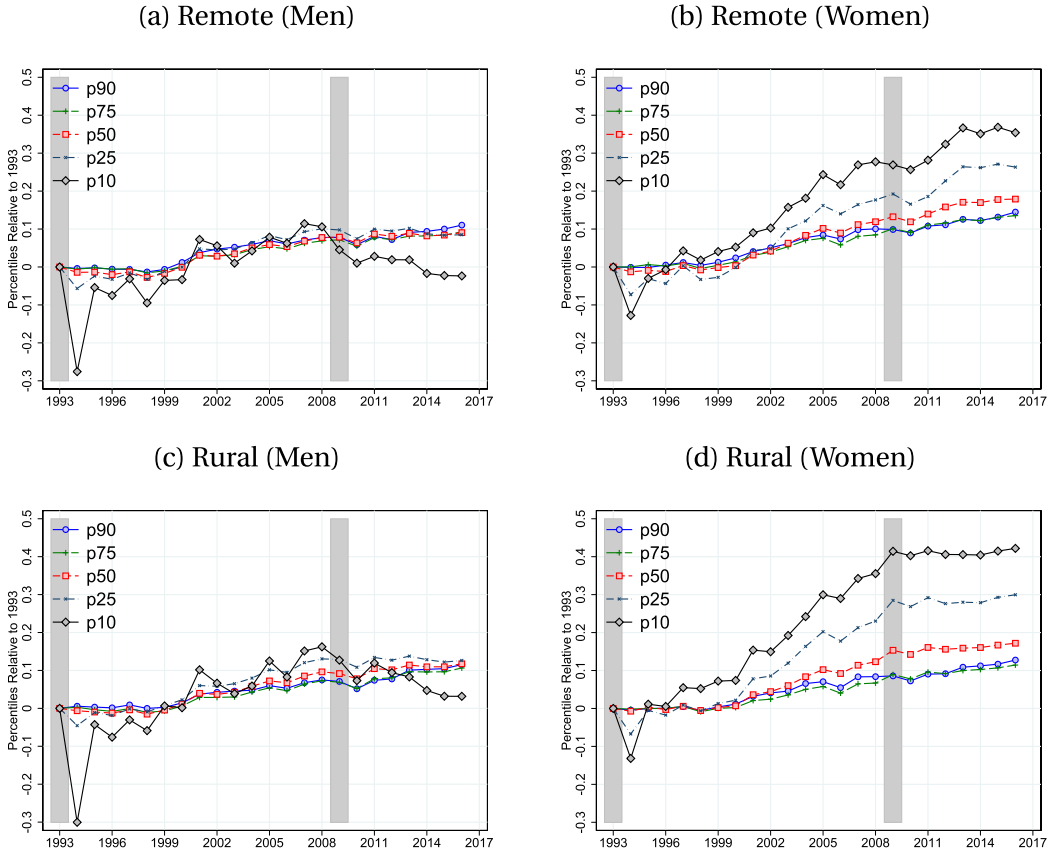 (a) Remote (Men)
Percentiles Relative to 1993
0.5
0.4
0.3
0.2
0.1
0
-0.1
-0.2
-0.3
p90
p75
p50
p25
p10
1993 1996 1999 2002 2005 2008 2011 2014 2017
(b) Remote (Women)
Percentiles Relative to 1993
0.5
0.4
0.3
0.2
0.1
0
-0.1
-0.2
-0.3
p90
p75
p50
p25
p10
1993 1996 1999 2002 2005 2008 2011 2014 2017
(c) Rural (Men)
Percentiles Relative to 1993
0.5
0.4
0.3
0.2
0.1
0
-0.1
-0.2
-0.3
p90
p75
p50
p25
p10
1993 1996 1999 2002 2005 2008 2011 2014 2017
(d) Rural (Women)
Percentiles Relative to 1993
0.5
0.4
0.3
0.2
0.1
0
-0.1
-0.2
-0.3
p90
p75
p50
p25
p10
1993 1996 1999 2002 2005 2008 2011 2014 2017